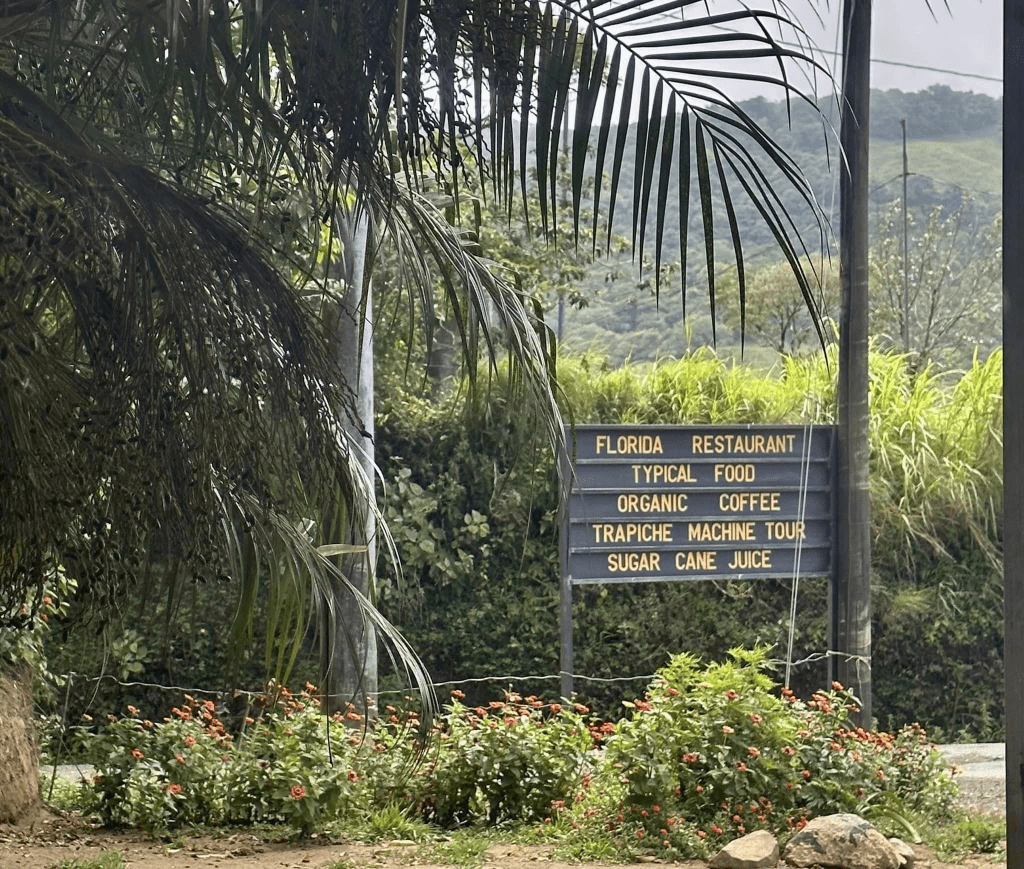 FLORIDA RESTAURANT
TYPICAL FOOD
ORGANIC COFFEE
TRAPICHE MACHINE TOUR
SUGAR CANE JUICE